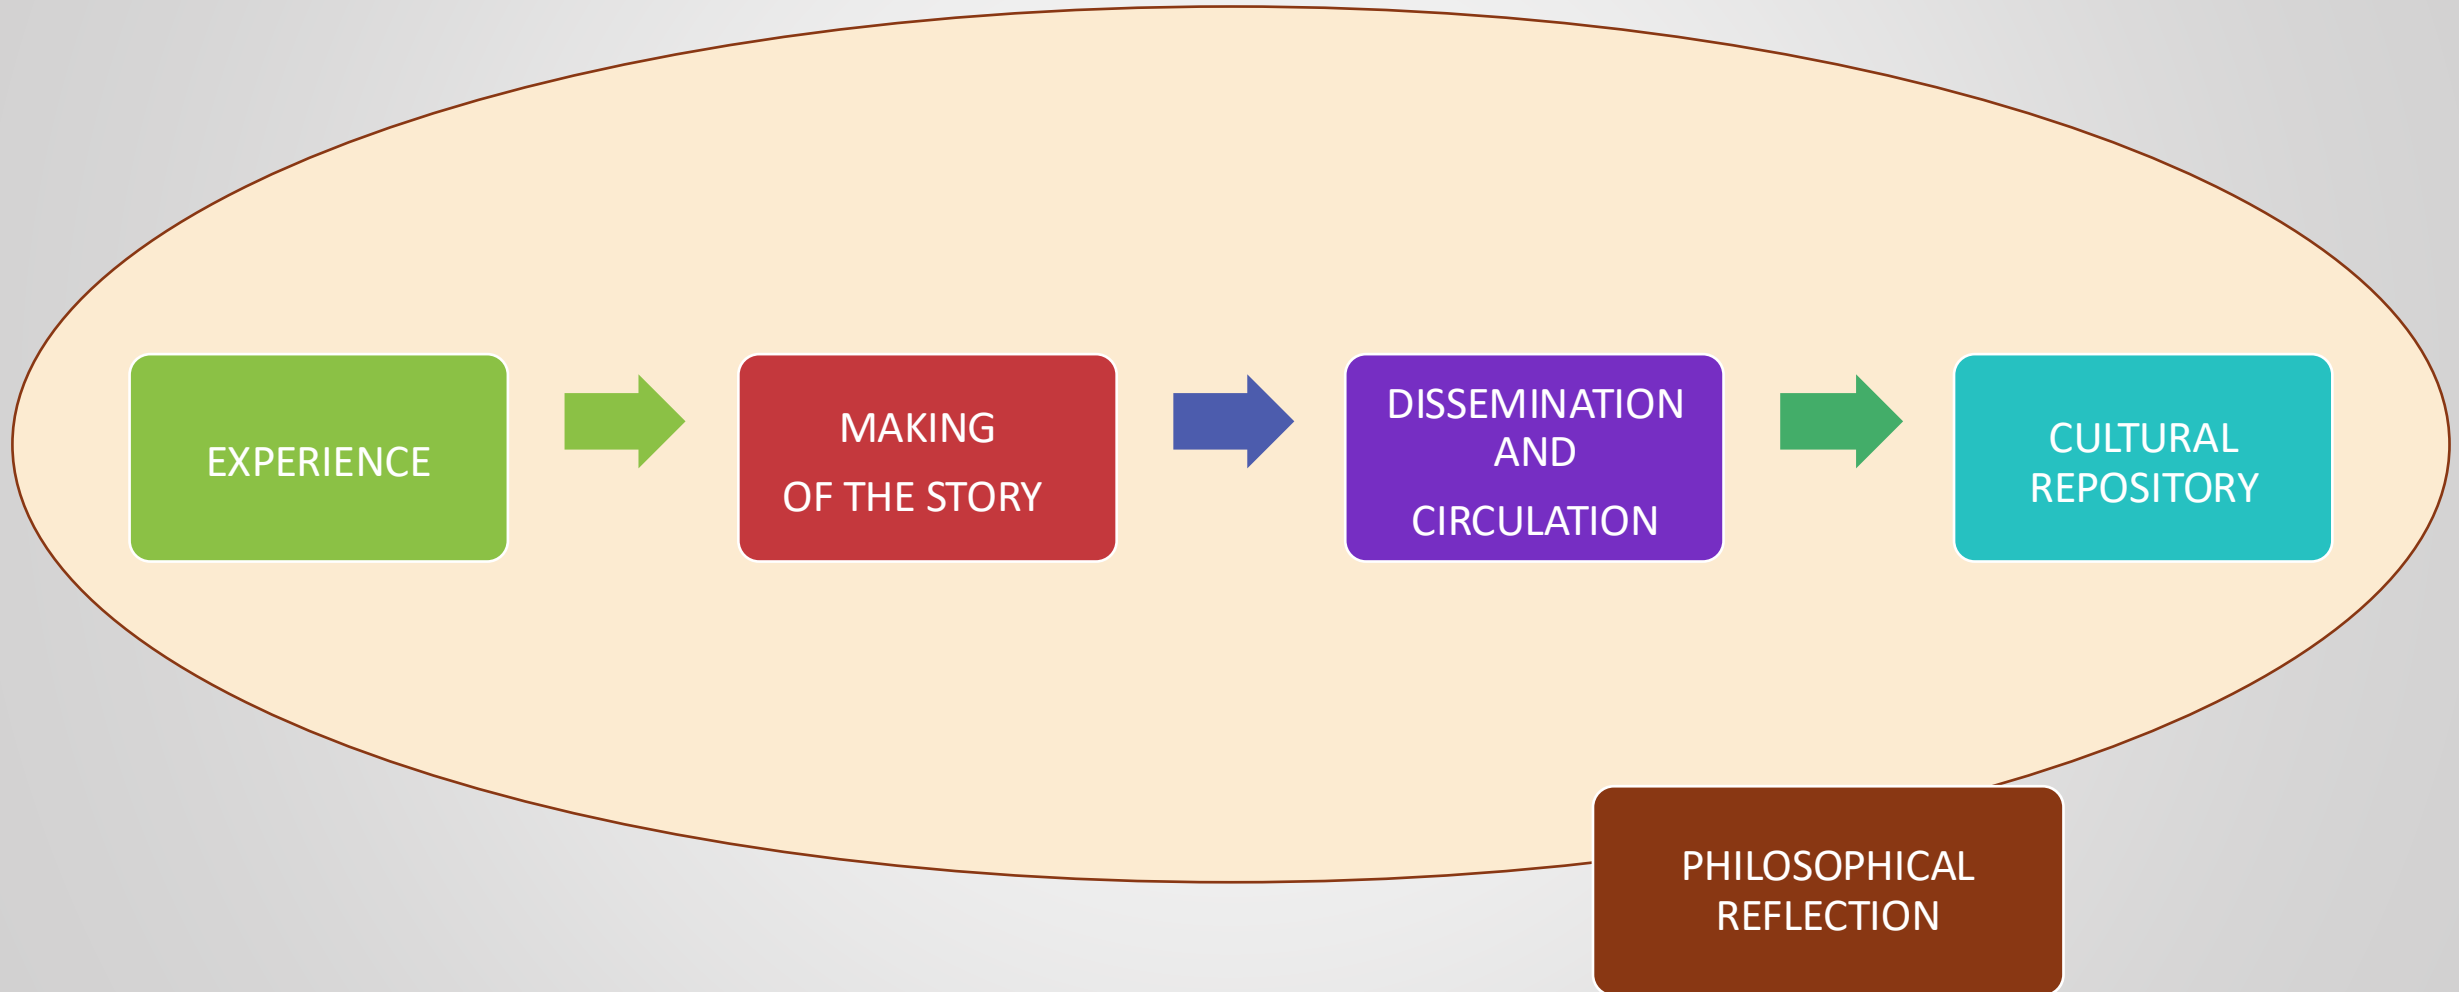 EXPERIENCE
MAKING
OF THE STORY
DISSEMINATION
AND
CIRCULATION
CULTURAL
REPOSITORY
PHILOSOPHICAL
REFLECTION